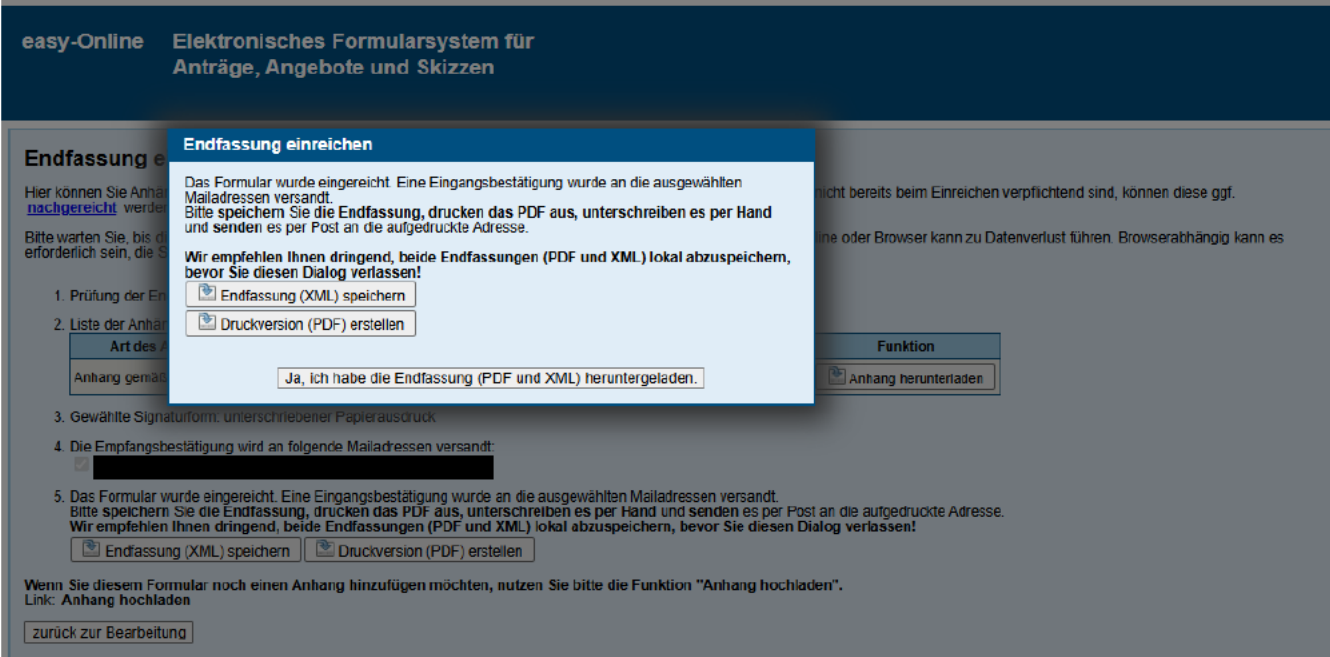 easy-Online Elektronisches Formularsystem für
Anträge, Angebote und Skizzen
Endfassung einreichen
Das Formular wurde eingereicht. Eine Eingangsbestätigung wurde an die ausgewählten
Mailadressen versandt.
Bitte speichern Sie die Endfassung, drucken das PDF aus, unterschreiben es per Hand
und senden es per Post an die aufgedruckte Adresse.
Wir empfehlen Ihnen dringend, beide Endfassungen (PDF und XML) lokal abzuspeichern,
bevor Sie diesen Dialog verlassen!
Endfassung (XML) speichern
Druckversion (PDF) erstellen
Ja, ich habe die Endfassung (PDF und XML) heruntergeladen.
Endfassung e
Hier können Sie Anhä nicht bereits beim Einreichen verpflichtend sind, können diese ggf.
nachgereicht werde
Bitte warten Sie, bis di ine oder Browser kann zu Datenverlust führen. Browserabhängig kann es
erforderlich sein, die S
1. Prüfung der En
2. Liste der Anhän
Art des A Funktion
Anhang gemäß Anhang herunterladen
3. Gewählte Signaturform: unterschriebener Papierausdruck
4. Die Empfangsbestätigung wird an folgende Mailadressen versandt:
5. Das Formular wurde eingereicht. Eine Eingangsbestätigung wurde an die ausgewählten Mailadressen versandt.
Bitte speichern Sie die Endfassung, drucken das PDF aus, unterschreiben es per Hand und senden es per Post an die aufgedruckte Adresse.
Wir empfehlen Ihnen dringend, beide Endfassungen (PDF und XML) lokal abzuspeichern, bevor Sie diesen Dialog verlassen!
Endfassung (XML) speichern Druckversion (PDF) erstellen
Wenn Sie diesem Formular noch einen Anhang hinzufügen möchten, nutzen Sie bitte die Funktion "Anhang hochladen".
Link: Anhang hochladen
zurück zur Bearbeitung